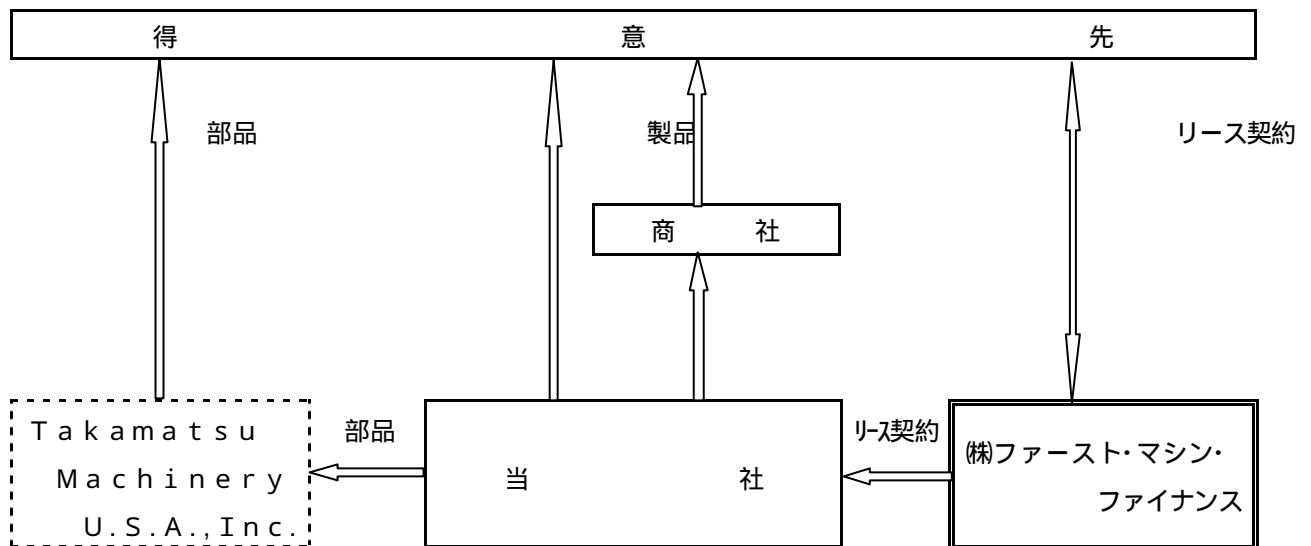 得 意 先
部品
製品
リース契約
商 社
Takamatsu
Machinery
U.S.A.,Inc.
部品
当 社
リース契約
㈱ファースト・マシン・
ファイナンス